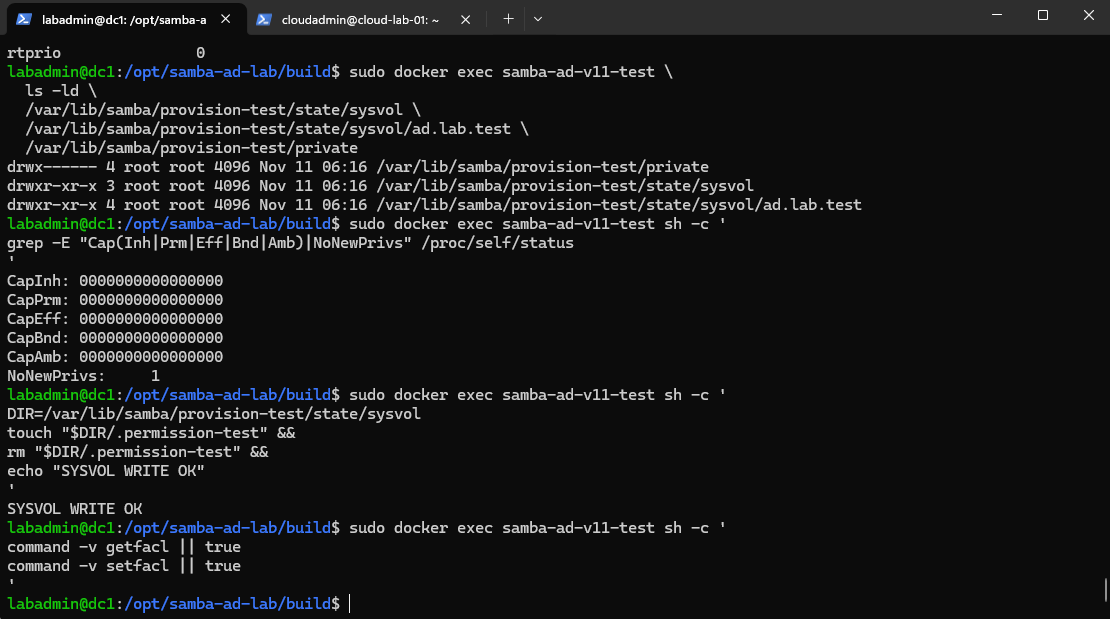 labadmin@dc1: /opt/samba-a
cloudadmin@cloud-lab-01: ~
rtprio               0
labadmin@dc1:/opt/samba-ad-lab/build$ sudo docker exec samba-ad-v11-test \
  ls -ld \
  /var/lib/samba/provision-test/state/sysvol \
  /var/lib/samba/provision-test/state/sysvol/ad.lab.test \
  /var/lib/samba/provision-test/private
drwx------ 4 root root 4096 Nov 11 06:16 /var/lib/samba/provision-test/private
drwxr-xr-x 3 root root 4096 Nov 11 06:16 /var/lib/samba/provision-test/state/sysvol
drwxr-xr-x 4 root root 4096 Nov 11 06:16 /var/lib/samba/provision-test/state/sysvol/ad.lab.test
labadmin@dc1:/opt/samba-ad-lab/build$ sudo docker exec samba-ad-v11-test sh -c '
grep -E "Cap(Inh|Prm|Eff|Bnd|Amb)|NoNewPrivs" /proc/self/status
'
CapInh: 0000000000000000
CapPrm: 0000000000000000
CapEff: 0000000000000000
CapBnd: 0000000000000000
CapAmb: 0000000000000000
NoNewPrivs:     1
labadmin@dc1:/opt/samba-ad-lab/build$ sudo docker exec samba-ad-v11-test sh -c '
DIR=/var/lib/samba/provision-test/state/sysvol
touch "$DIR/.permission-test" &&
rm "$DIR/.permission-test" &&
echo "SYSVOL WRITE OK"
'
SYSVOL WRITE OK
labadmin@dc1:/opt/samba-ad-lab/build$ sudo docker exec samba-ad-v11-test sh -c '
command -v getfacl || true
command -v setfacl || true
'
labadmin@dc1:/opt/samba-ad-lab/build$